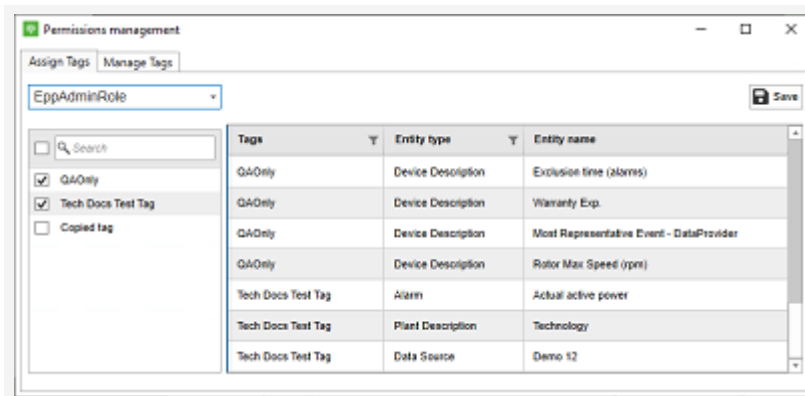 Permissions management
Assign Tags Manage Tags
EppAdminRole Save
Search
QAOnly
Tech Docs Test Tag
Copied tag
Tags Entity type Entity name
QAOnly Device Description Exclusion time (alarms)
QAOnly Device Description Warranty Exp.
QAOnly Device Description Most Representative Event - DataProvider
QAOnly Device Description Rotor Max Speed (rpm)
Tech Docs Test Tag Alarm Actual active power
Tech Docs Test Tag Plant Description Technology
Tech Docs Test Tag Data Source Demo 12